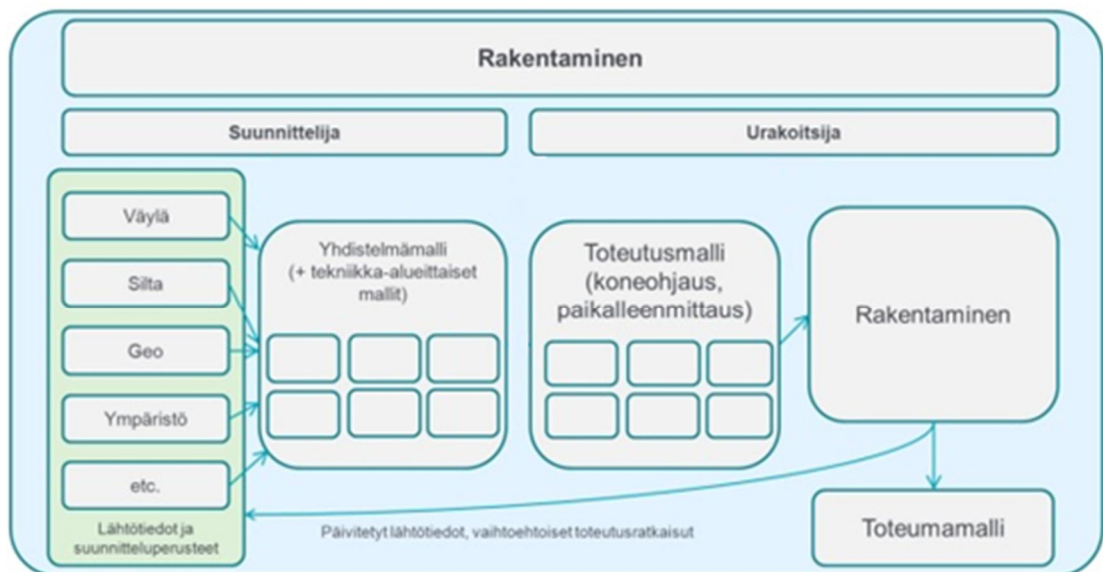 Rakentaminen
Suunnittelija
Urakoitsija
Väylä
Silta
Geo
Ympäristö
etc.
Lähtötiedot ja
suunnitteluperusteet
Yhdistelmämalli
(+ tekniikka-alueittaiset
mallit)
Toteutusmalli
(koneohjaus,
paikalleenmittaus)
Rakentaminen
Päivitetyt lähtötiedot, vaihtoehtoiset toteutusratkaisut
Toteumamalli